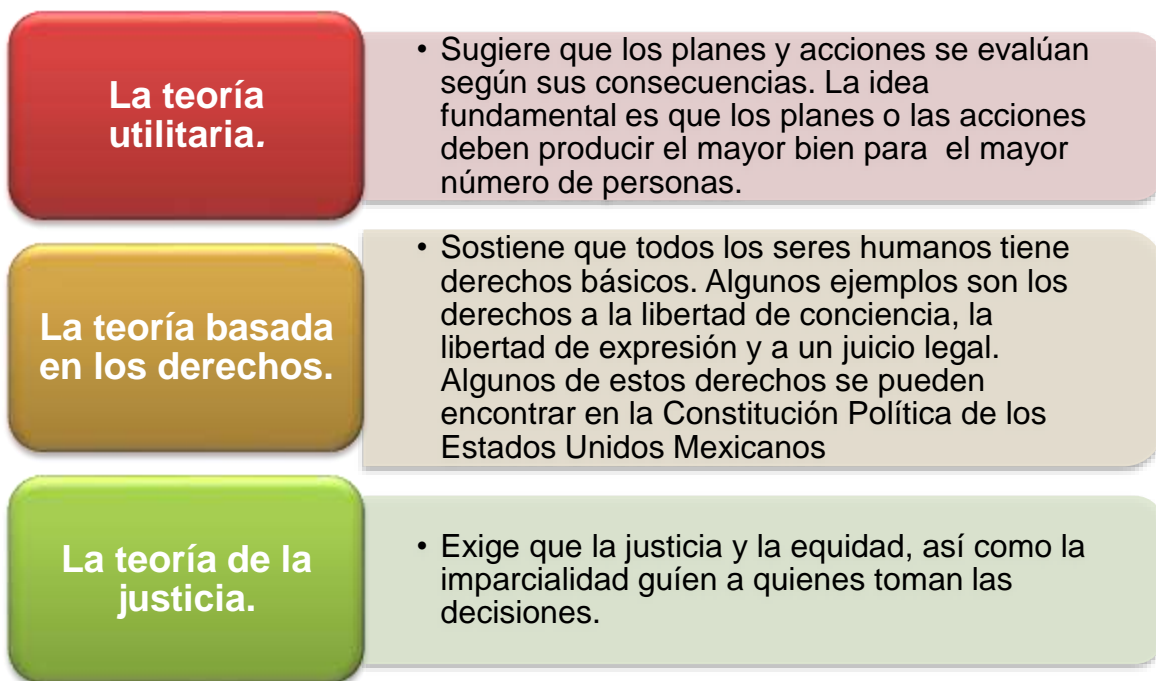 La teoría
utilitaria.
• Sugiere que los planes y acciones se evalúan
según sus consecuencias. La idea
fundamental es que los planes o las acciones
deben producir el mayor bien para el mayor
número de personas.
La teoría basada
en los derechos.
• Sostiene que todos los seres humanos tiene
derechos básicos. Algunos ejemplos son los
derechos a la libertad de conciencia, la
libertad de expresión y a un juicio legal.
Algunos de estos derechos se pueden
encontrar en la Constitución Política de los
Estados Unidos Mexicanos
La teoría de la
justicia.
• Exige que la justicia y la equidad, así como la
imparcialidad guíen a quienes toman las
decisiones.